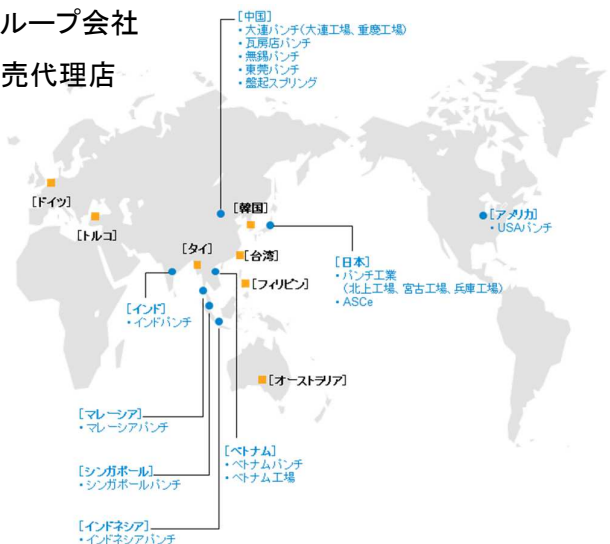 ループ会社
売代理店
[中国]
・大連パンチ(大連工場、重慶工場)
・瓦房店パンチ
・無錫パンチ
・東莞パンチ
・盤起スプリング
[ドイツ]
[トルコ]
[韓国]
[タイ]
[台湾]
[フィリピン]
[アメリカ]
・USAパンチ
[日本]
・パンチ工業
(北上工場、宮古工場、兵庫工場)
・ASCe
[インド]
・インドパンチ
[オーストラリア]
[マレーシア]
・マレーシアパンチ
[ベトナム]
・ベトナムパンチ
・ベトナム工場
[シンガポール]
・シンガポールパンチ
[インドネシア]
・インドネシアパンチ